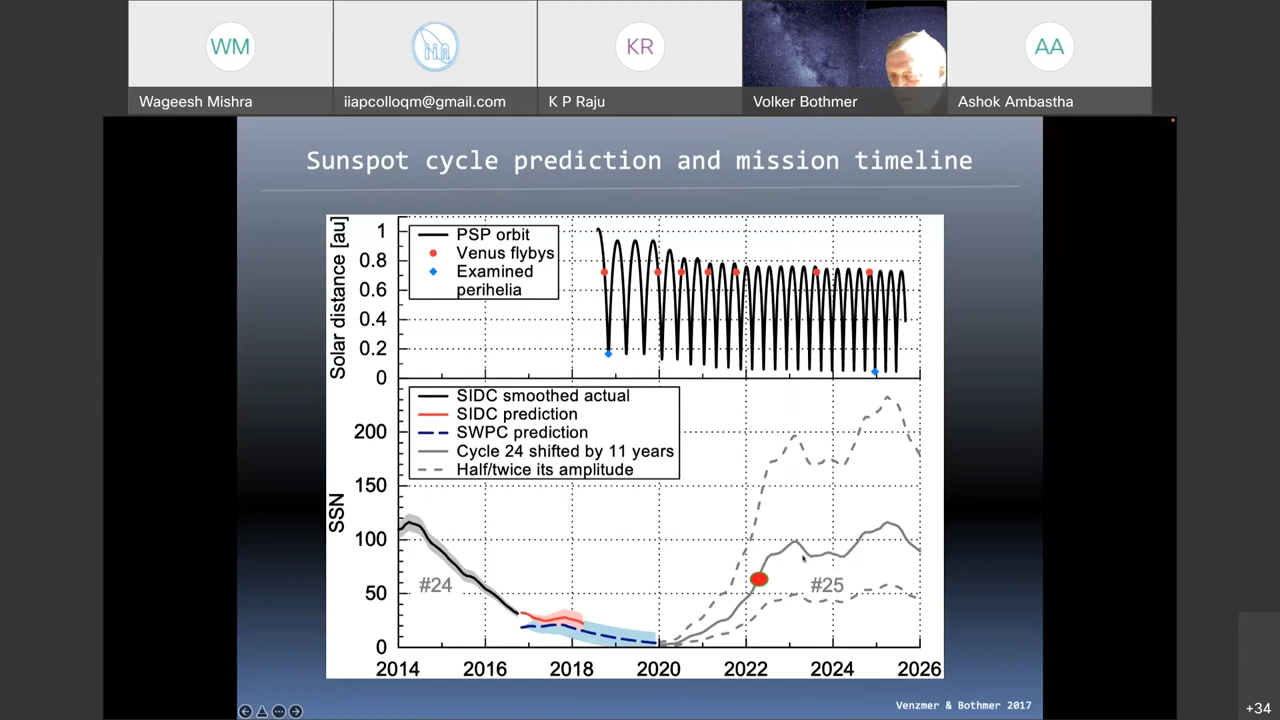 WM
KR
AA
Wageesh Mishra
iiapcolloqm@gmail.com
K P Raju
Volker Bothmer
Ashok Ambastha
Sunspot cycle prediction and mission timeline
Solar distance [au]
1
0.8
0.6
0.4
0.2
0
PSP orbit
Venus flybys
Examined
perihelia
SSN
200
150
100
50
0
SIDC smoothed actual
SIDC prediction
SWPC prediction
Cycle 24 shifted by 11 years
Half/twice its amplitude
#24
#25
2014
2016
2018
2020
2022
2024
2026
Venzmer & Bothmer 2017
+34